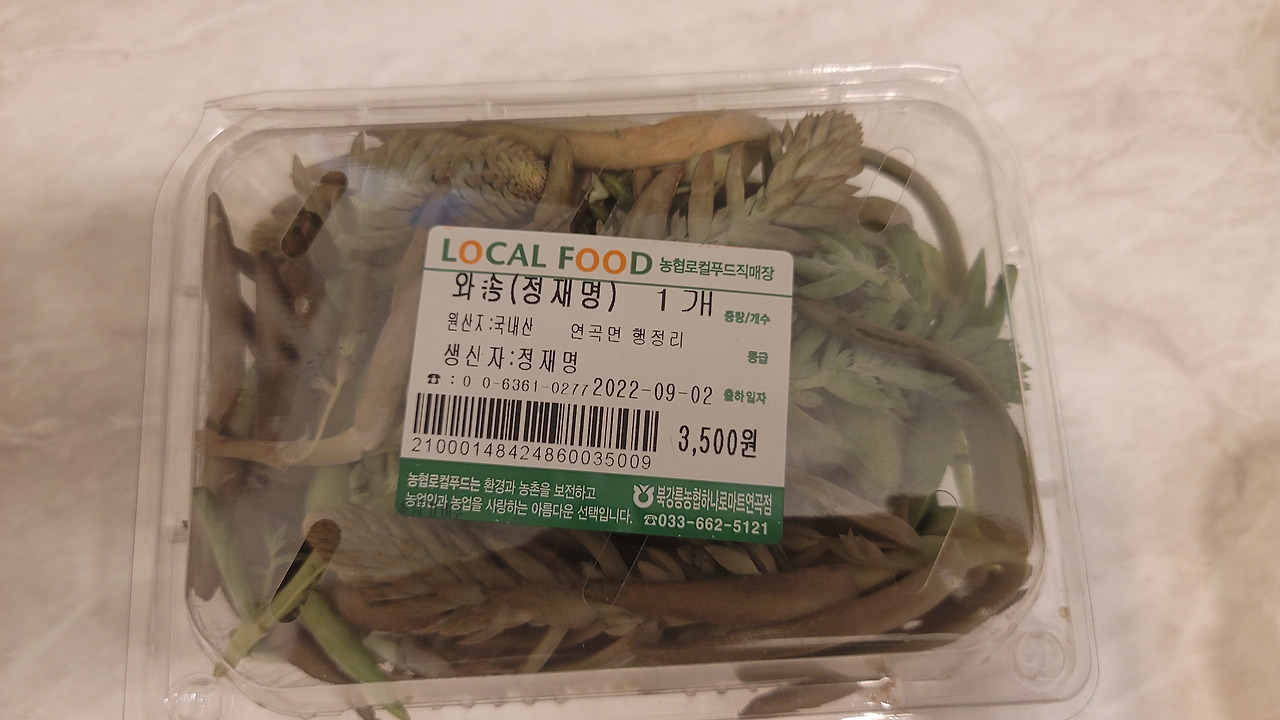 LOCAL FOOD 농협로컬푸드직매장
와송(정재명) 1개 중량/개수
원산지:국내산 연곡면 행정리
생산자:정재명 등급
☎: 0 0-6361-0277 2022-09-02 출하일자
21000148424860035009 3,500원
농협로컬푸드는 환경과 농촌을 보전하고
농업인과 농업을 사랑하는 아름다운 선택입니다.
북강릉농협하나로마트연곡점
☎033-662-5121